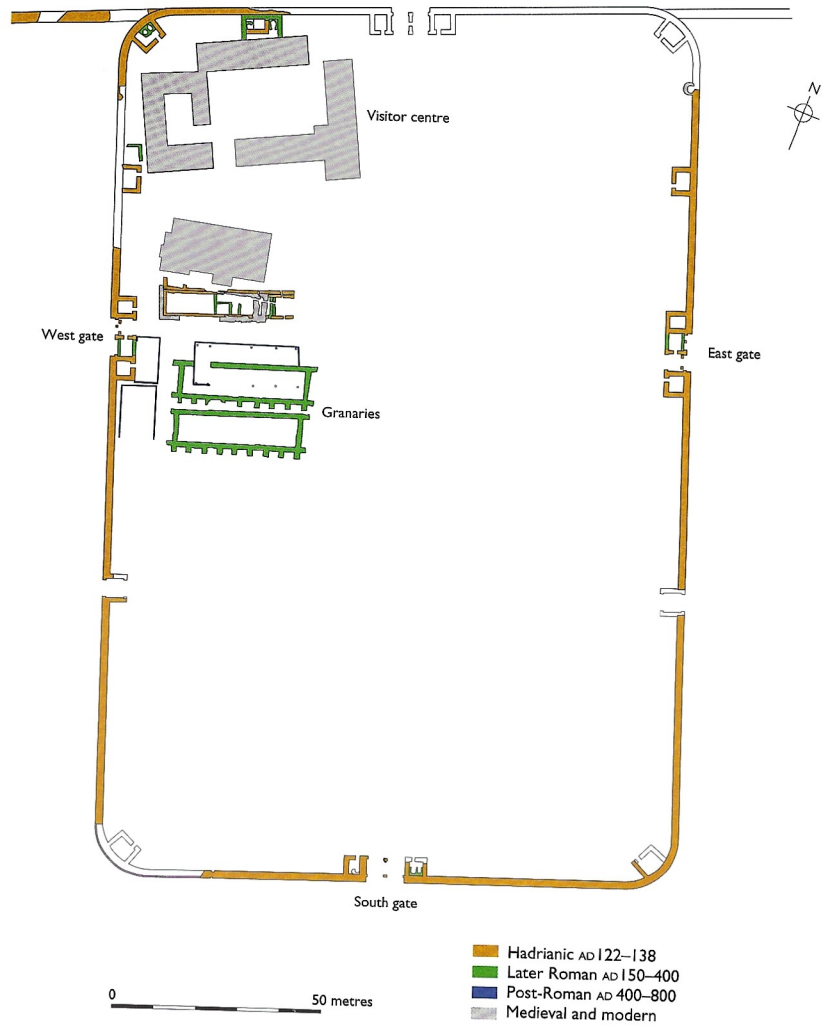 N
Visitor centre
West gate
East gate
Granaries
South gate
Hadrianic AD 122–138
Later Roman AD 150–400
Post-Roman AD 400–800
Medieval and modern
0 50 metres